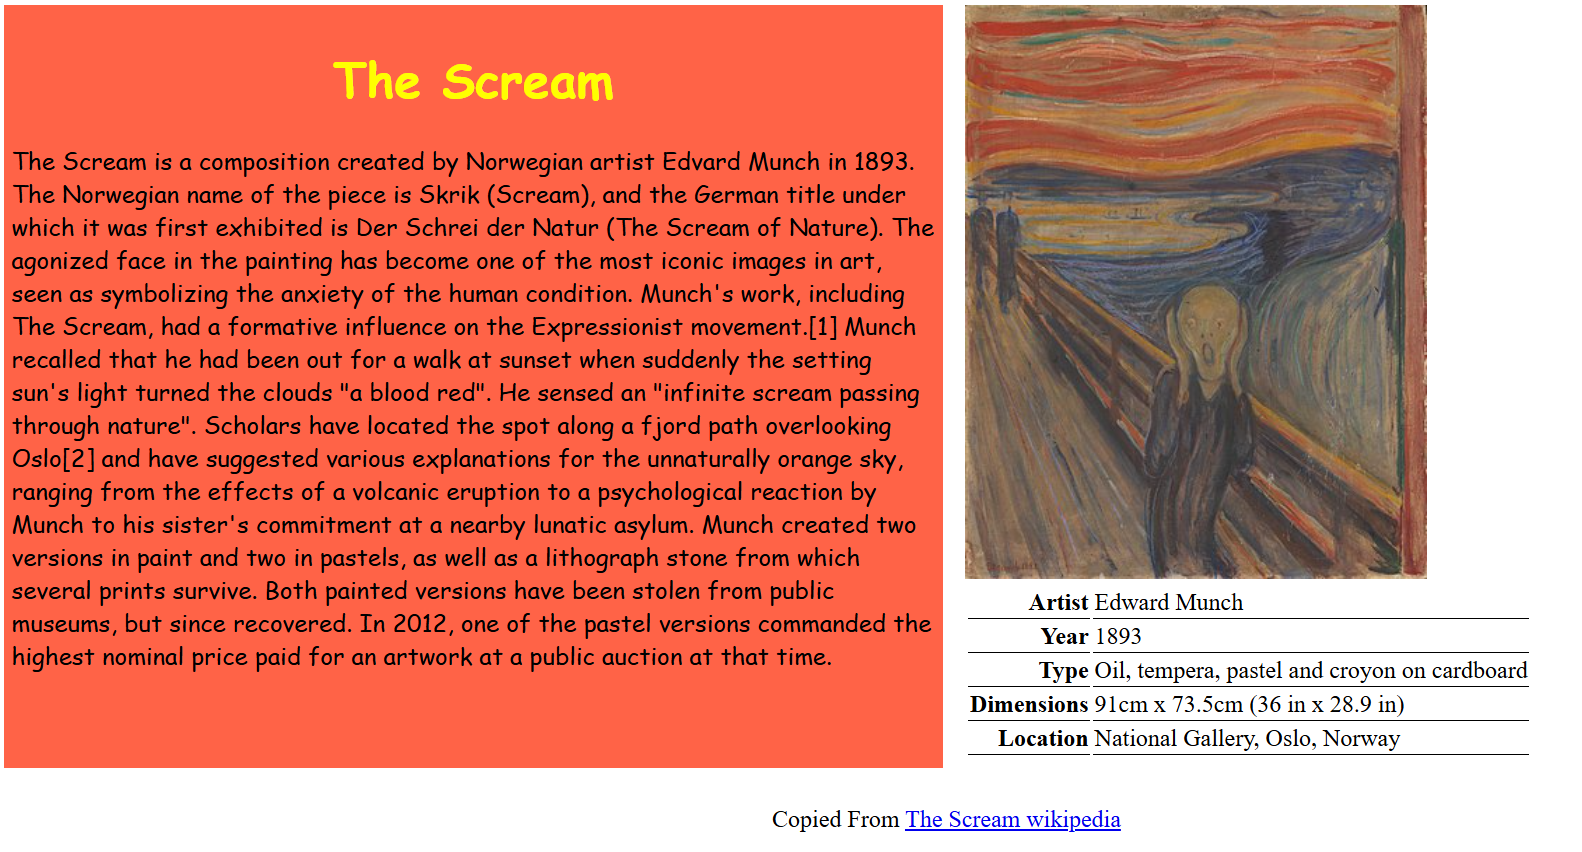 The Scream
The Scream is a composition created by Norwegian artist Edvard Munch in 1893.
The Norwegian name of the piece is Skrik (Scream), and the German title under
which it was first exhibited is Der Schrei der Natur (The Scream of Nature). The
agonized face in the painting has become one of the most iconic images in art,
seen as symbolizing the anxiety of the human condition. Munch's work, including
The Scream, had a formative influence on the Expressionist movement.[1] Munch
recalled that he had been out for a walk at sunset when suddenly the setting
sun's light turned the clouds "a blood red". He sensed an "infinite scream passing
through nature". Scholars have located the spot along a fjord path overlooking
Oslo[2] and have suggested various explanations for the unnaturally orange sky,
ranging from the effects of a volcanic eruption to a psychological reaction by
Munch to his sister's commitment at a nearby lunatic asylum. Munch created two
versions in paint and two in pastels, as well as a lithograph stone from which
several prints survive. Both painted versions have been stolen from public
museums, but since recovered. In 2012, one of the pastel versions commanded the
highest nominal price paid for an artwork at a public auction at that time.
Artist Edward Munch
Year 1893
Type Oil, tempera, pastel and croyon on cardboard
Dimensions 91cm x 73.5cm (36 in x 28.9 in)
Location National Gallery, Oslo, Norway
Copied From The Scream wikipedia